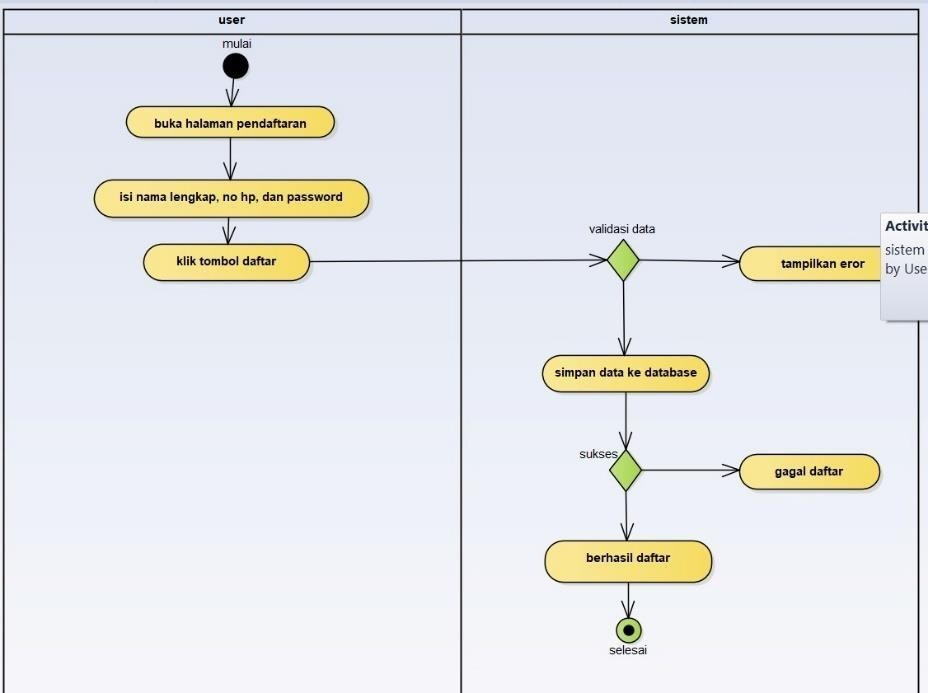 user
sistem
mulai
buka halaman pendaftaran
isi nama lengkap, no hp, dan password
klik tombol daftar
validasi data
tampilkan eror
Activit
sistem
by Use
simpan data ke database
sukses
gagal daftar
berhasil daftar
selesai